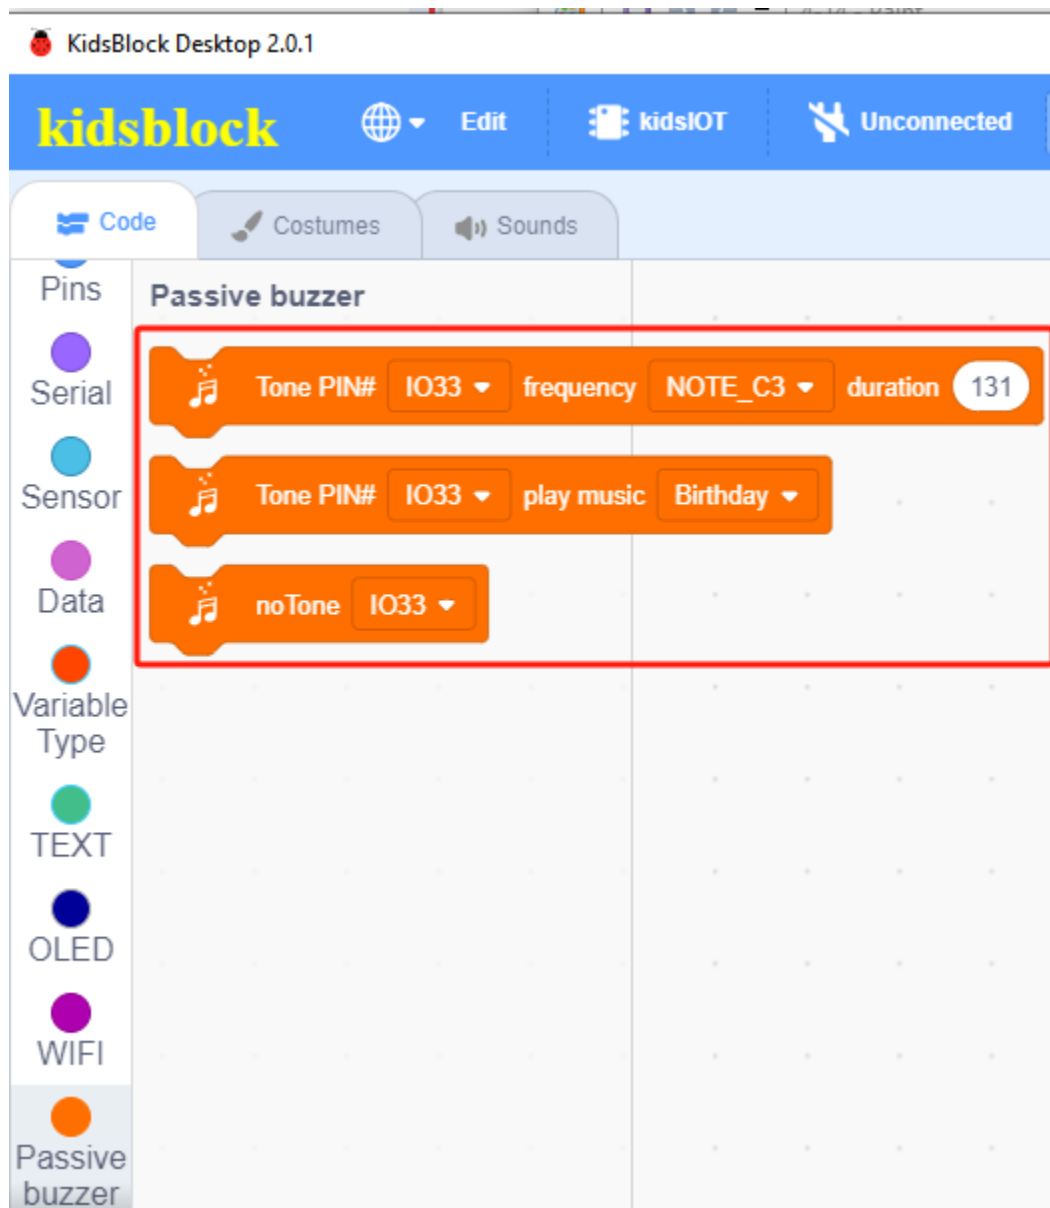 KidsBlock Desktop 2.0.1
kidsblock Edit kidsIOT Unconnected
Code Costumes Sounds
Pins
Serial
Sensor
Data
Variable
Type
TEXT
OLED
WIFI
Passive
buzzer
Passive buzzer
Tone PIN# IO33 frequency NOTE_C3 duration 131
Tone PIN# IO33 play music Birthday
noTone IO33